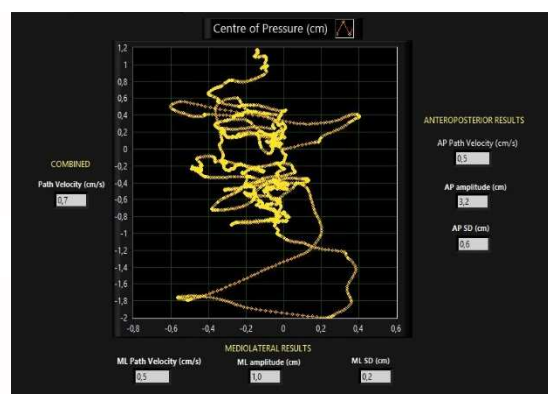 Centre of Pressure (cm)
1,2
1
0,8
0,6
0,4
0,2
0
-0,2
-0,4
-0,6
-0,8
-1
-1,2
-1,4
-1,6
-1,8
-2
-0,8 -0,6 -0,4 -0,2 0 0,2 0,4 0,6
COMBINED
Path Velocity (cm/s)
0,7
ANTEROPOSTERIOR RESULTS
AP Path Velocity (cm/s)
0,5
AP amplitude (cm)
3,2
AP SD (cm)
0,6
MEDIOLATERAL RESULTS
ML Path Velocity (cm/s) ML amplitude (cm) ML SD (cm)
0,5 1,0 0,2